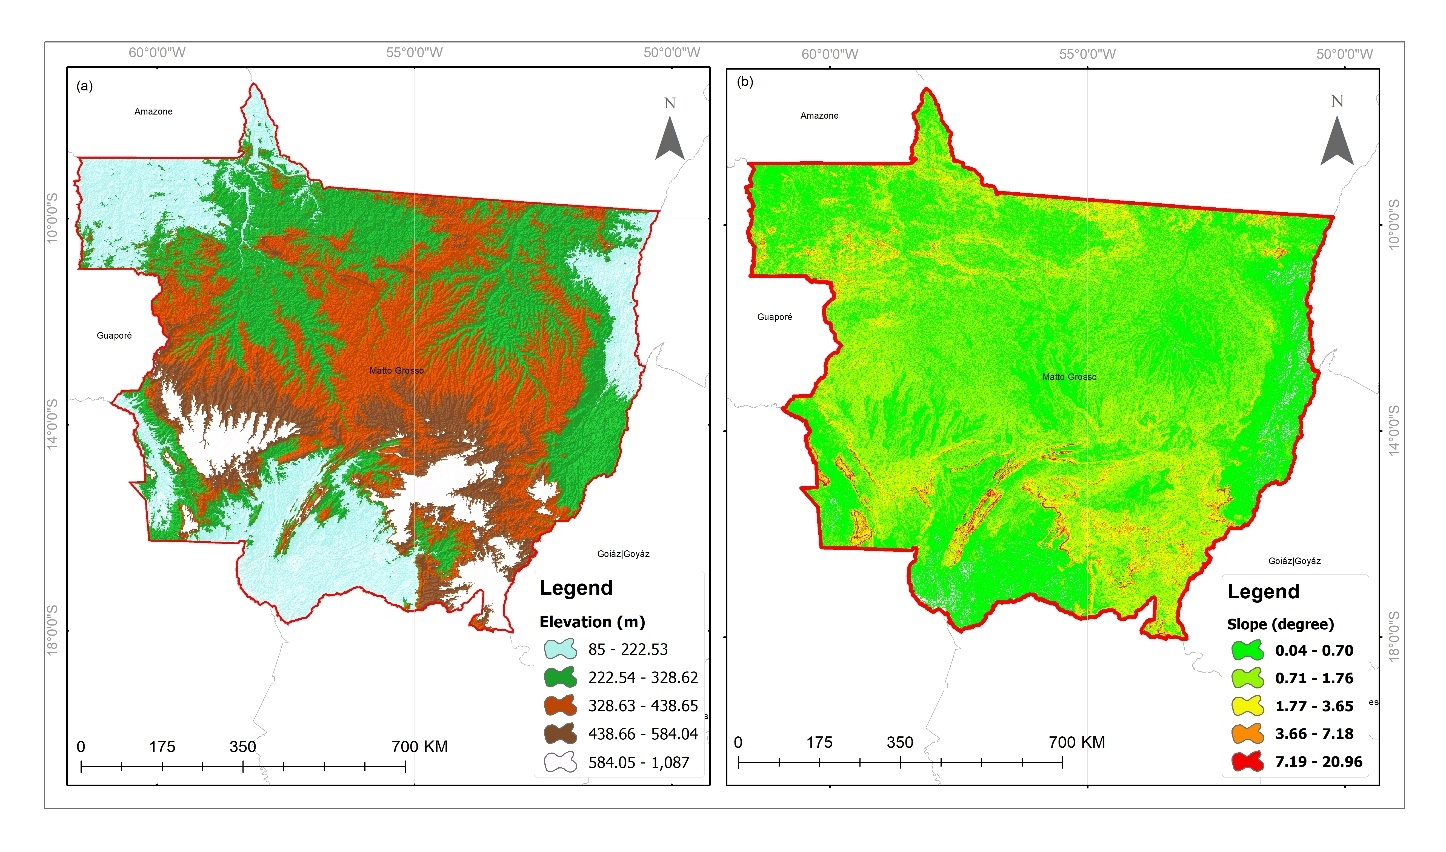 60°0'0"W 55°0'0"W 50°0'0"W
(a)
N
Amazone
10°0'0"S
Guaporé
Matto Grosso
14°0'0"S
Goiáz|Goyáz
18°0'0"S
Legend
Elevation (m)
85 - 222.53
222.54 - 328.62
328.63 - 438.65
438.66 - 584.04
584.05 - 1,087
s
0 175 350 700 KM
60°0'0"W 55°0'0"W 50°0'0"W
(b)
N
Amazone
10°0'0"S
Guaporé
Matto Grosso
14°0'0"S
Goiáz|Goyáz
18°0'0"S
Legend
Slope (degree)
0.04 - 0.70
0.71 - 1.76
1.77 - 3.65
3.66 - 7.18
7.19 - 20.96
es
0 175 350 700 KM